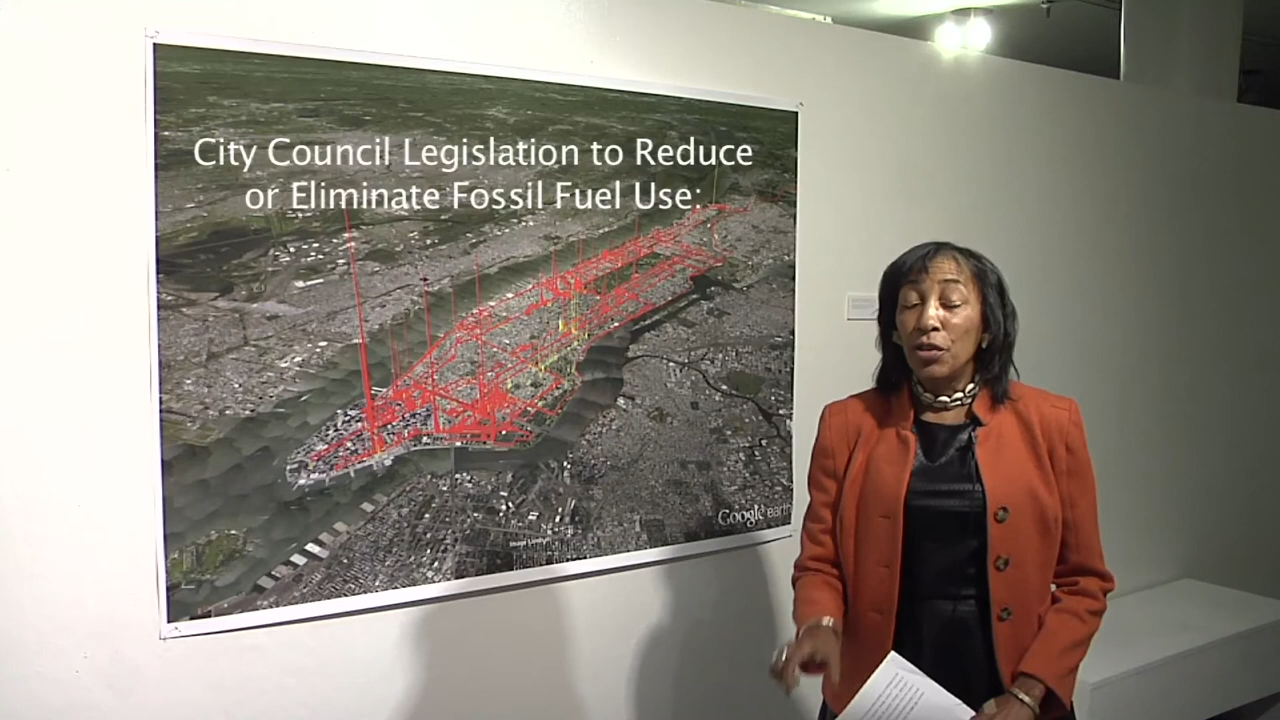 City Council Legislation to Reduce
or Eliminate Fossil Fuel Use:
Google earth